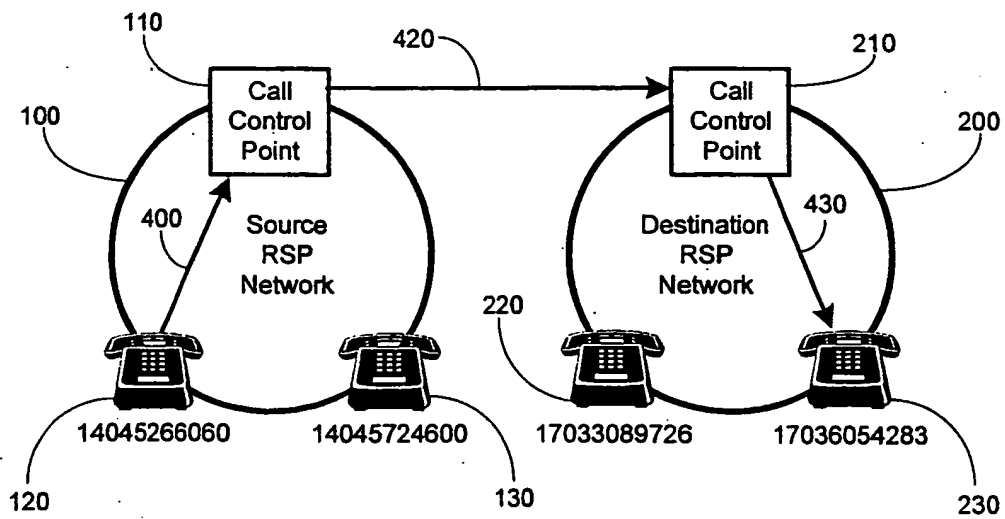 110
420
210
Call
Control
Point
Call
Control
Point
100
200
400
Source
RSP
Network
Destination
RSP
Network
430
220
14045266060
14045724600
17033089726
17036054283
120
130
230